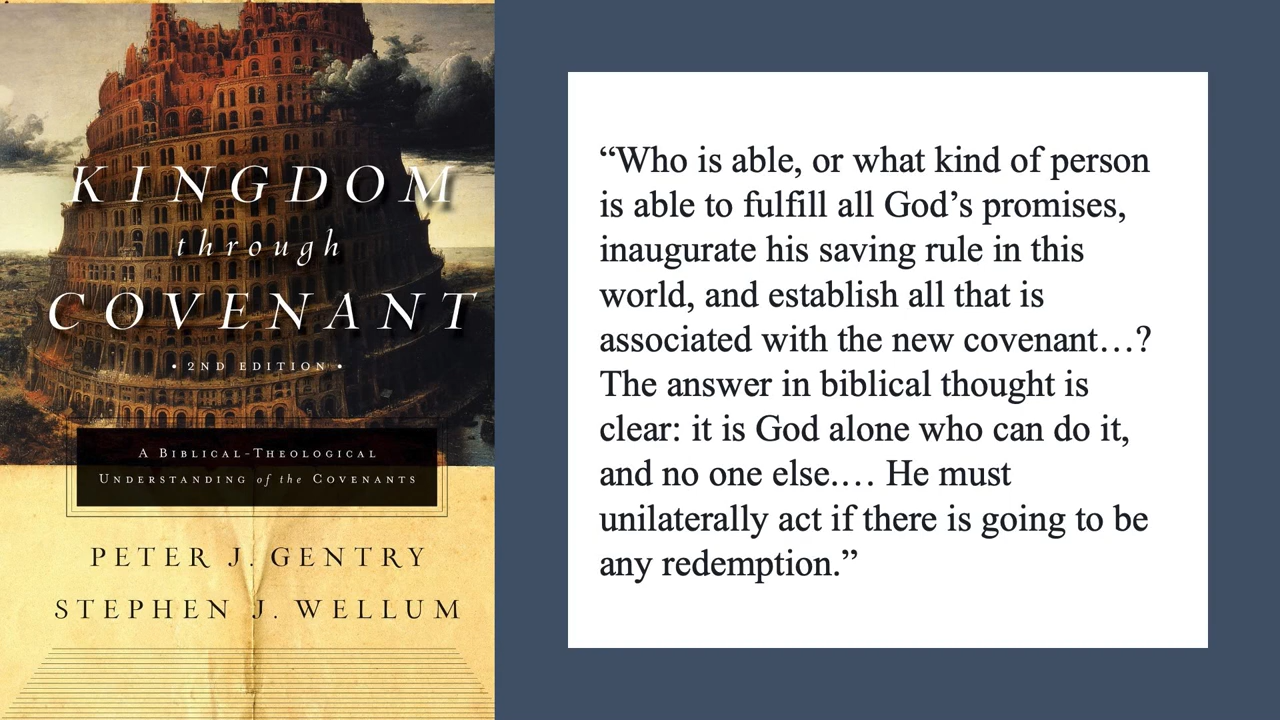 KINGDOM
through
COVENANT
• 2ND EDITION •
A BIBLICAL-THEOLOGICAL
UNDERSTANDING of the COVENANTS
PETER J. GENTRY
STEPHEN J. WELLUM
“Who is able, or what kind of person
is able to fulfill all God’s promises,
inaugurate his saving rule in this
world, and establish all that is
associated with the new covenant…?
The answer in biblical thought is
clear: it is God alone who can do it,
and no one else.… He must
unilaterally act if there is going to be
any redemption.”